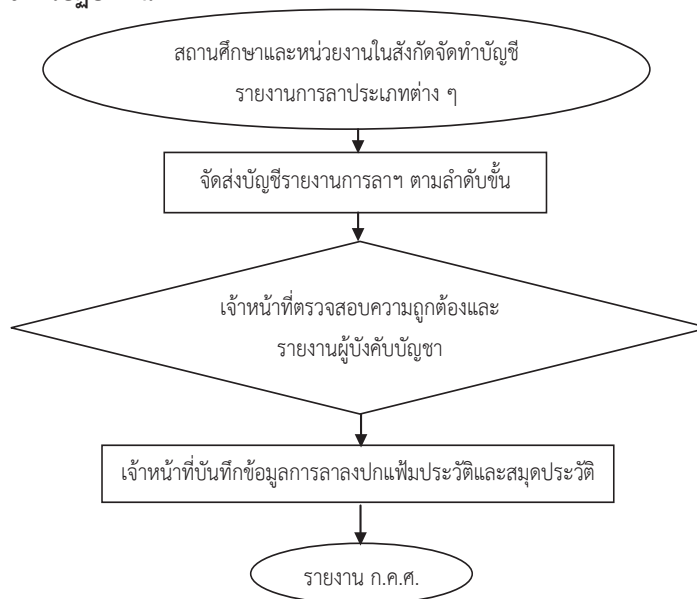 สถานศึกษาและหน่วยงานในสังกัดจัดทำบัญชี
รายงานการลาประเภทต่าง ๆ
จัดส่งบัญชีรายงานการลาฯ ตามลำดับขั้น
เจ้าหน้าที่ตรวจสอบความถูกต้องและ
รายงานผู้บังคับบัญชา
เจ้าหน้าที่บันทึกข้อมูลการลาลงปกแฟ้มประวัติและสมุดประวัติ
รายงาน ก.ค.ศ.